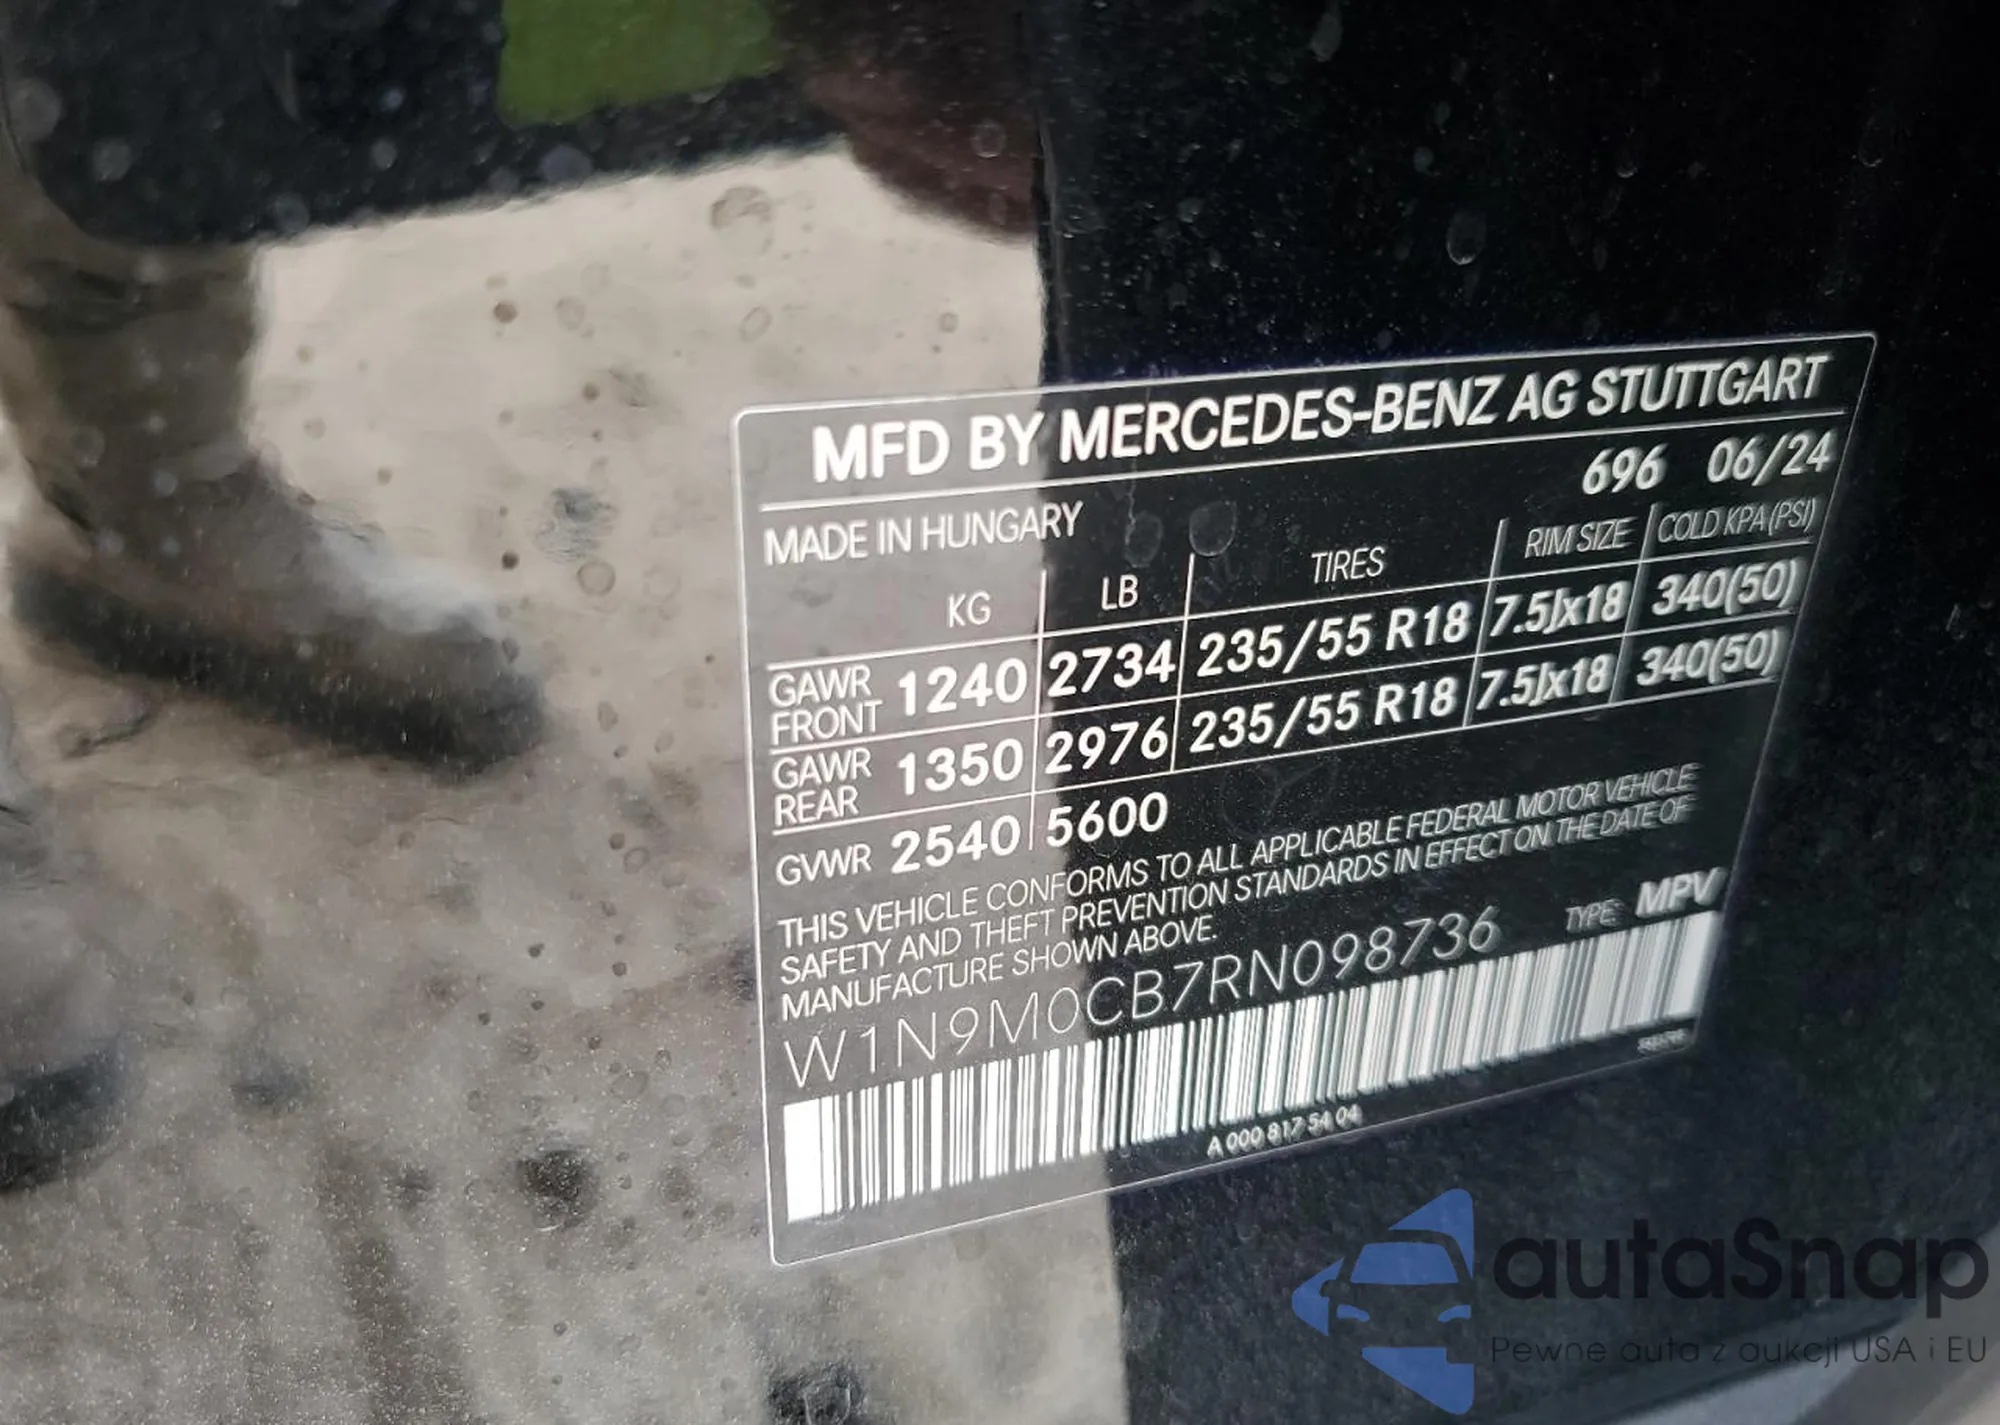 MFD BY MERCEDES-BENZ AG STUTTGART
696 06/24
MADE IN HUNGARY
KG LB TIRES RIM SIZE COLD KPA (PSI)
GAWR FRONT 1240 2734 235/55 R18 7.5Jx18 340(50)
GAWR REAR 1350 2976 235/55 R18 7.5Jx18 340(50)
GVWR 2540 5600
THIS VEHICLE CONFORMS TO ALL APPLICABLE FEDERAL MOTOR VEHICLE
SAFETY AND THEFT PREVENTION STANDARDS IN EFFECT ON THE DATE OF
MANUFACTURE SHOWN ABOVE.
W1N9M0CB7RN098736 TYPE: MPV
A 000 817 54 04
autaSnap
Pewne auta z aukcji USA i EU